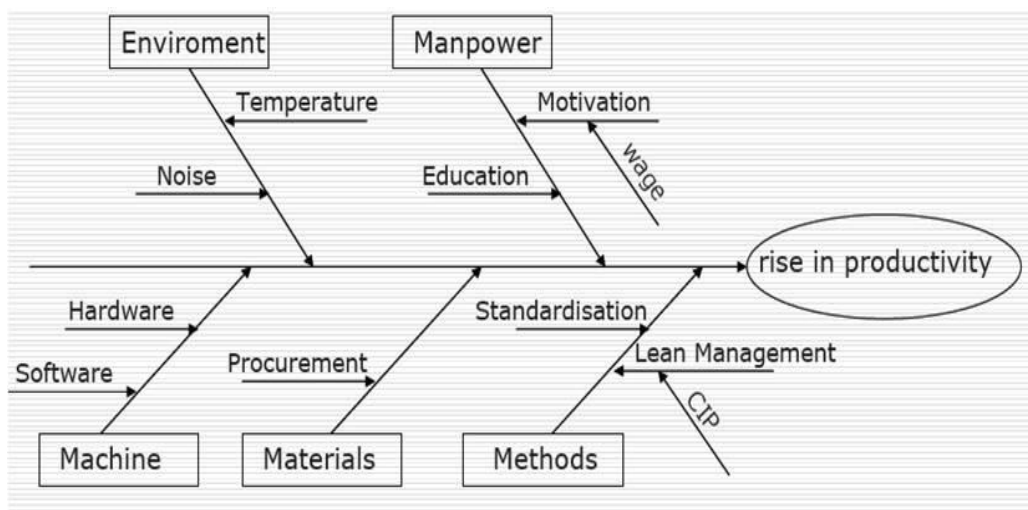 Enviroment
Manpower
Temperature
Motivation
Noise
Education
wage
rise in productivity
Hardware
Standardisation
Software
Procurement
Lean Management
CIP
Machine
Materials
Methods